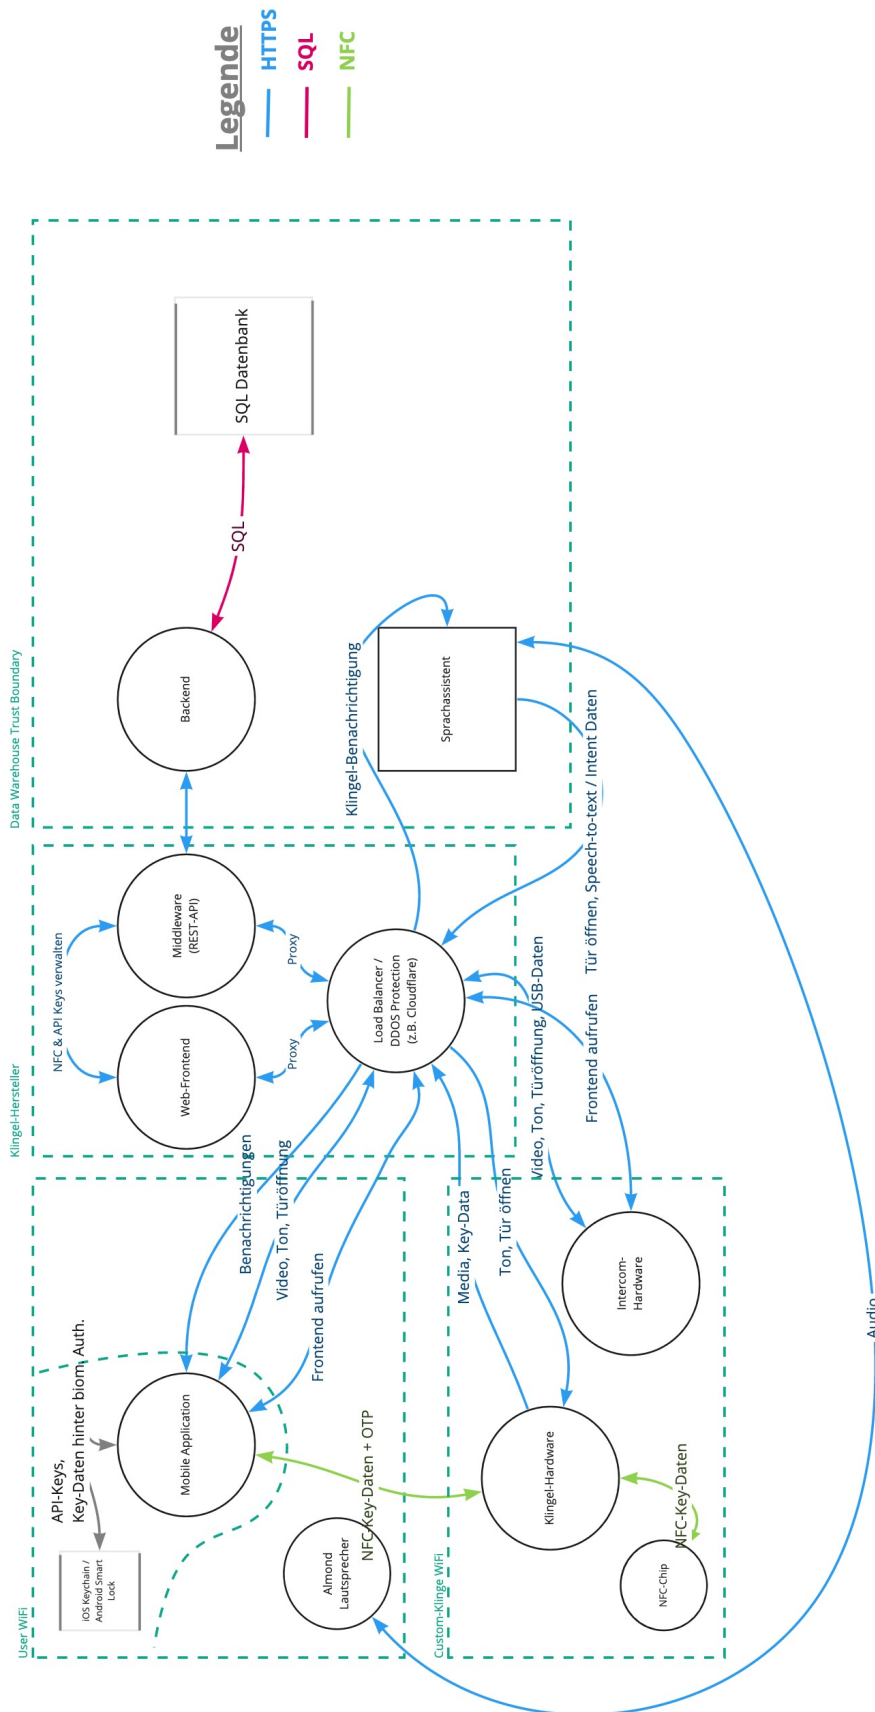 User WiFi
iOS Keychain /
Android Smart
Lock
API-Keys,
Key-Daten hinter biom. Auth.
Mobile Application
Almond
Lautsprecher
NFC-Key-Daten + OTP
Benachrichtigungen
Video, Ton, Türöffnung
Frontend aufrufen
Custom-Klinge WiFi
NFC-Chip
NFC-Key-Daten
Klingel-Hardware
Intercom-
Hardware
Media, Key-Data
Ton, Tür öffnen
Video, Ton, Türöffnung, USB-Daten
Frontend aufrufen
Klingel-Hersteller
NFC & API Keys verwalten
Web-Frontend
Middleware
(REST-API)
Proxy
Proxy
Load Balancer /
DDOS Protection
(z.B. Cloudflare)
Data Warehouse Trust Boundary
Backend
SQL
SQL Datenbank
Klingel-Benachrichtigung
Sprachassistent
Tür öffnen, Speech-to-text / Intent Daten
Audio
Legende
HTTPS
SQL
NFC